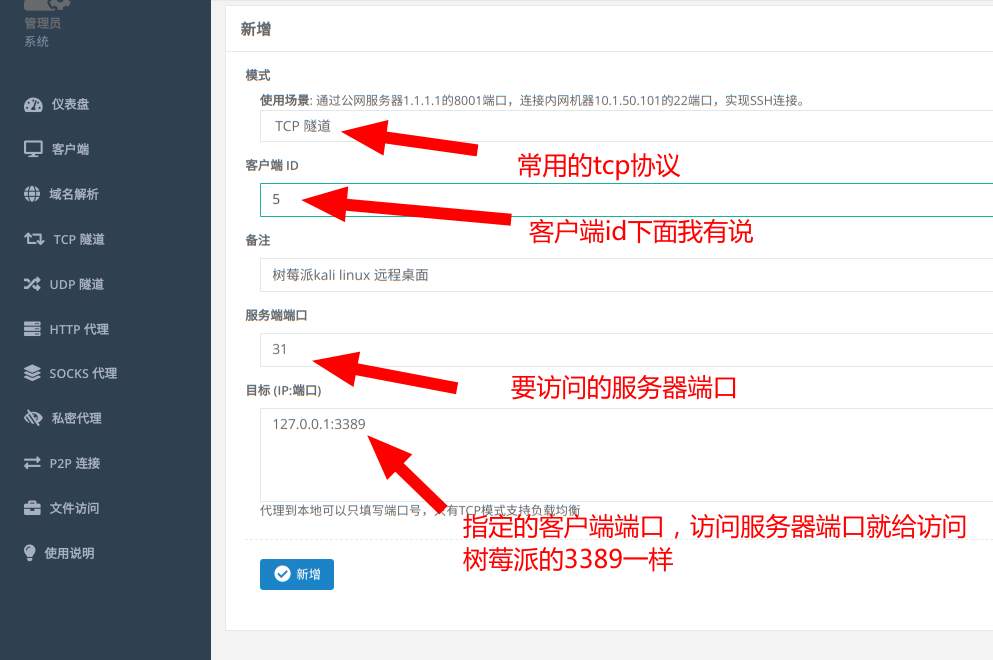 管理员
系统
仪表盘
客户端
域名解析
TCP 隧道
UDP 隧道
HTTP 代理
SOCKS 代理
私密代理
P2P 连接
文件访问
使用说明
新增
模式
使用场景: 通过公网服务器1.1.1.1的8001端口，连接内网机器10.1.50.101的22端口，实现SSH连接。
TCP 隧道
常用的tcp协议
客户端 ID
5
客户端id下面我有说
备注
树莓派kali linux 远程桌面
服务端端口
31
要访问的服务器端口
目标 (IP:端口)
127.0.0.1:3389
代理到本地可以只填写端口号，有TCP模式支持负载均衡
指定的客户端端口，访问服务器端口就给访问
树莓派的3389一样
新增